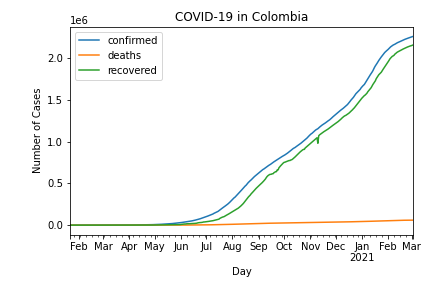 COVID-19 in Colombia
1e6
confirmed
deaths
recovered
Number of Cases
2.0
1.5
1.0
0.5
0.0
Feb Mar Apr May Jun Jul Aug Sep Oct Nov Dec Jan Feb Mar
2021
Day